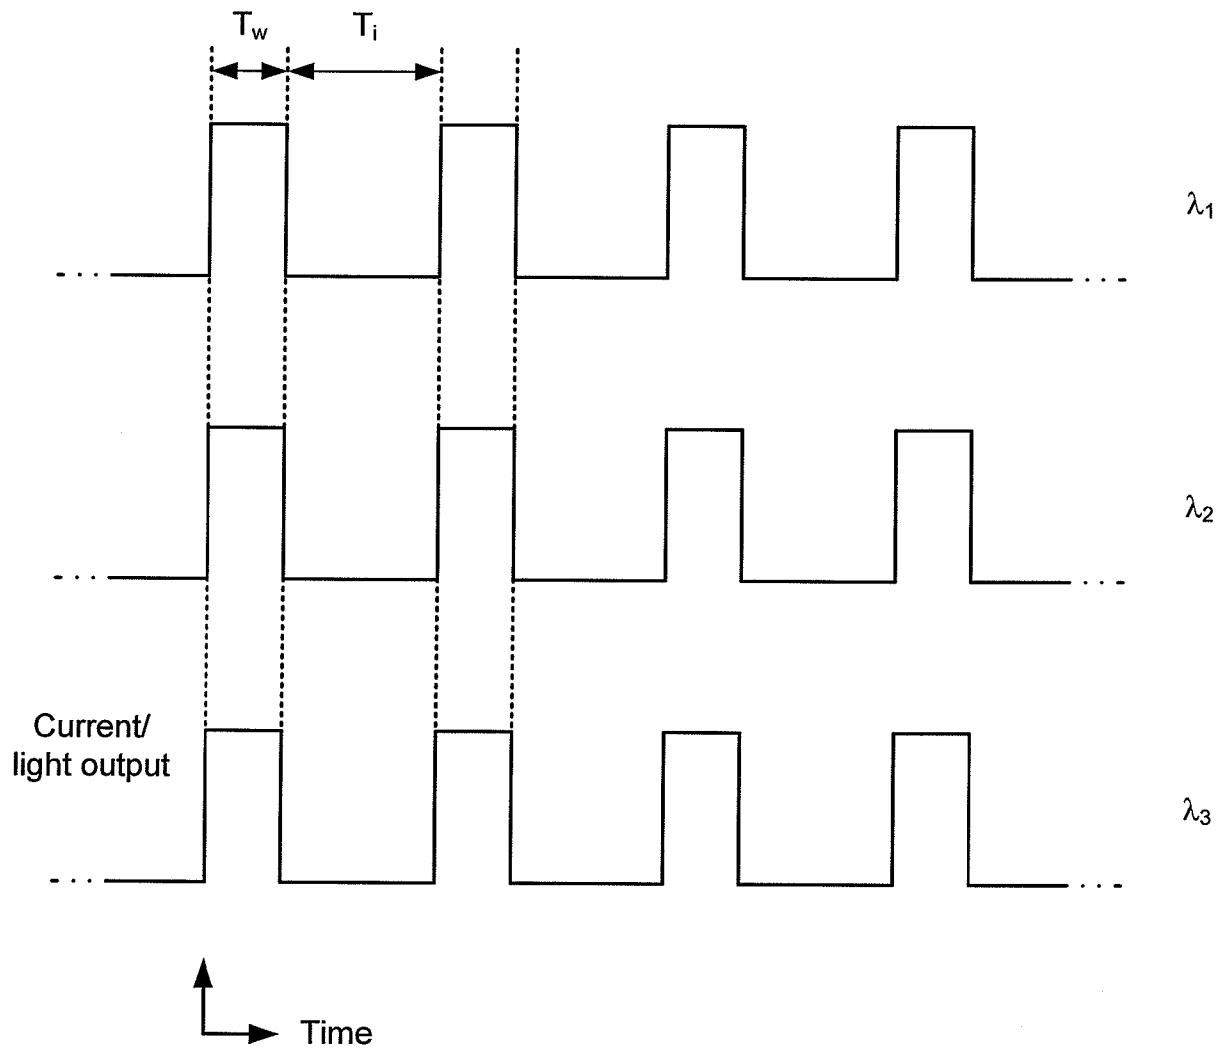 T_w T_i
λ_1
λ_2
Current/
light output
λ_3
Time